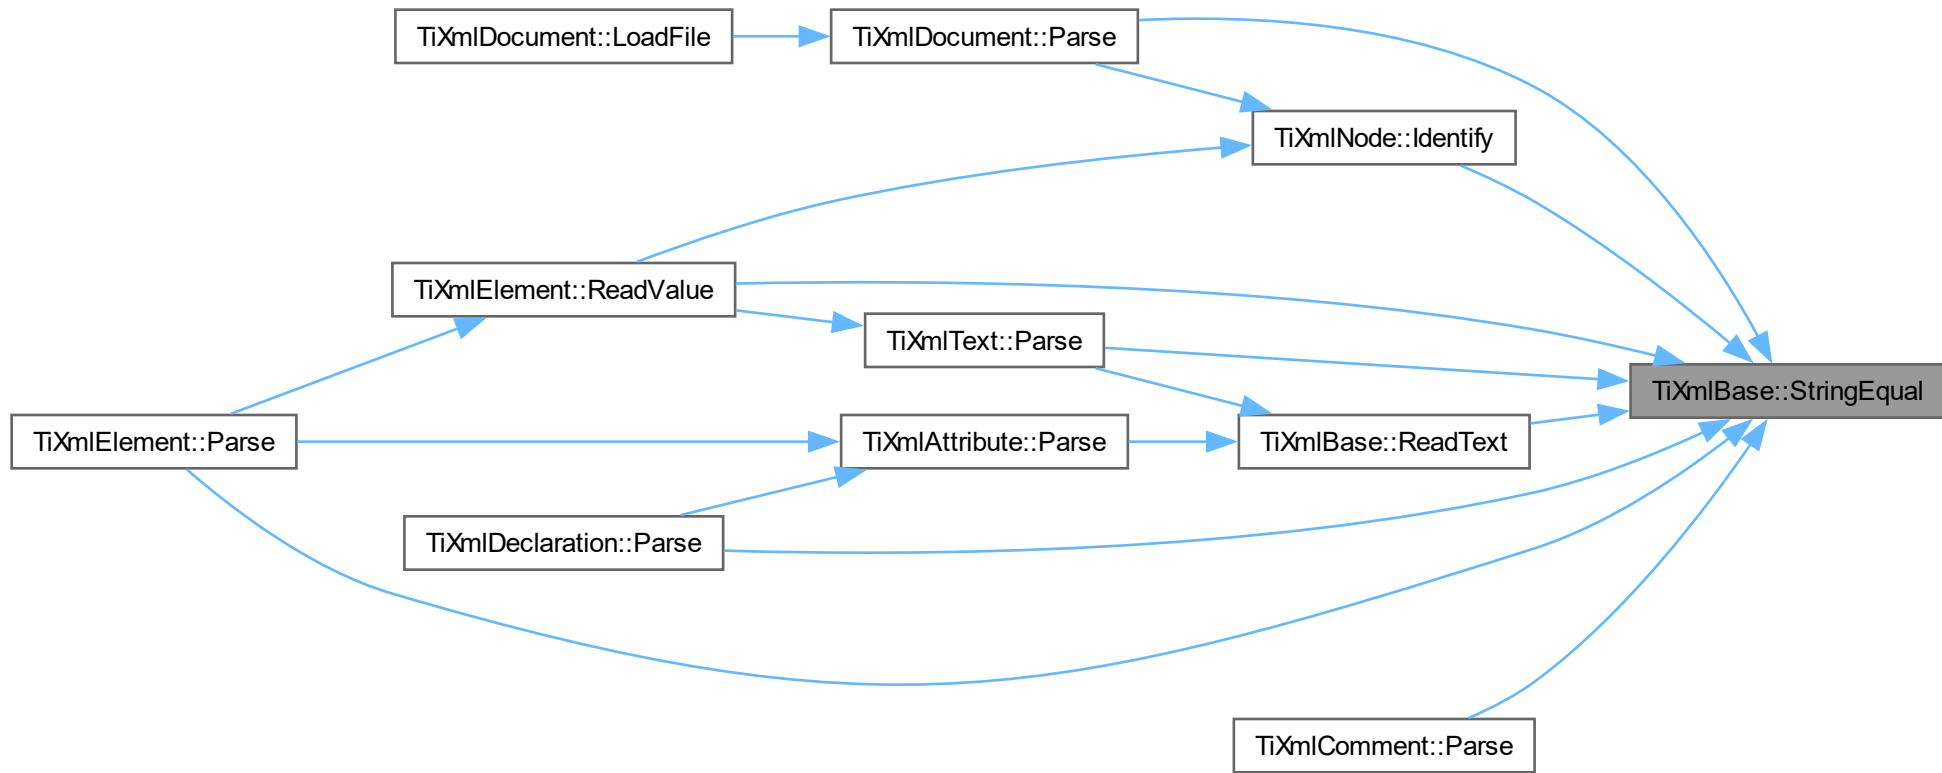 TiXmlDocument::LoadFile
TiXmlDocument::Parse
TiXmlNode::Identify
TiXmlElement::ReadValue
TiXmlText::Parse
TiXmlBase::StringEqual
TiXmlElement::Parse
TiXmlAttribute::Parse
TiXmlBase::ReadText
TiXmlDeclaration::Parse
TiXmlComment::Parse